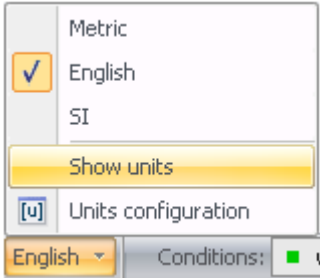 Metric
English
SI
Show units
[u] Units configuration
English Conditions: